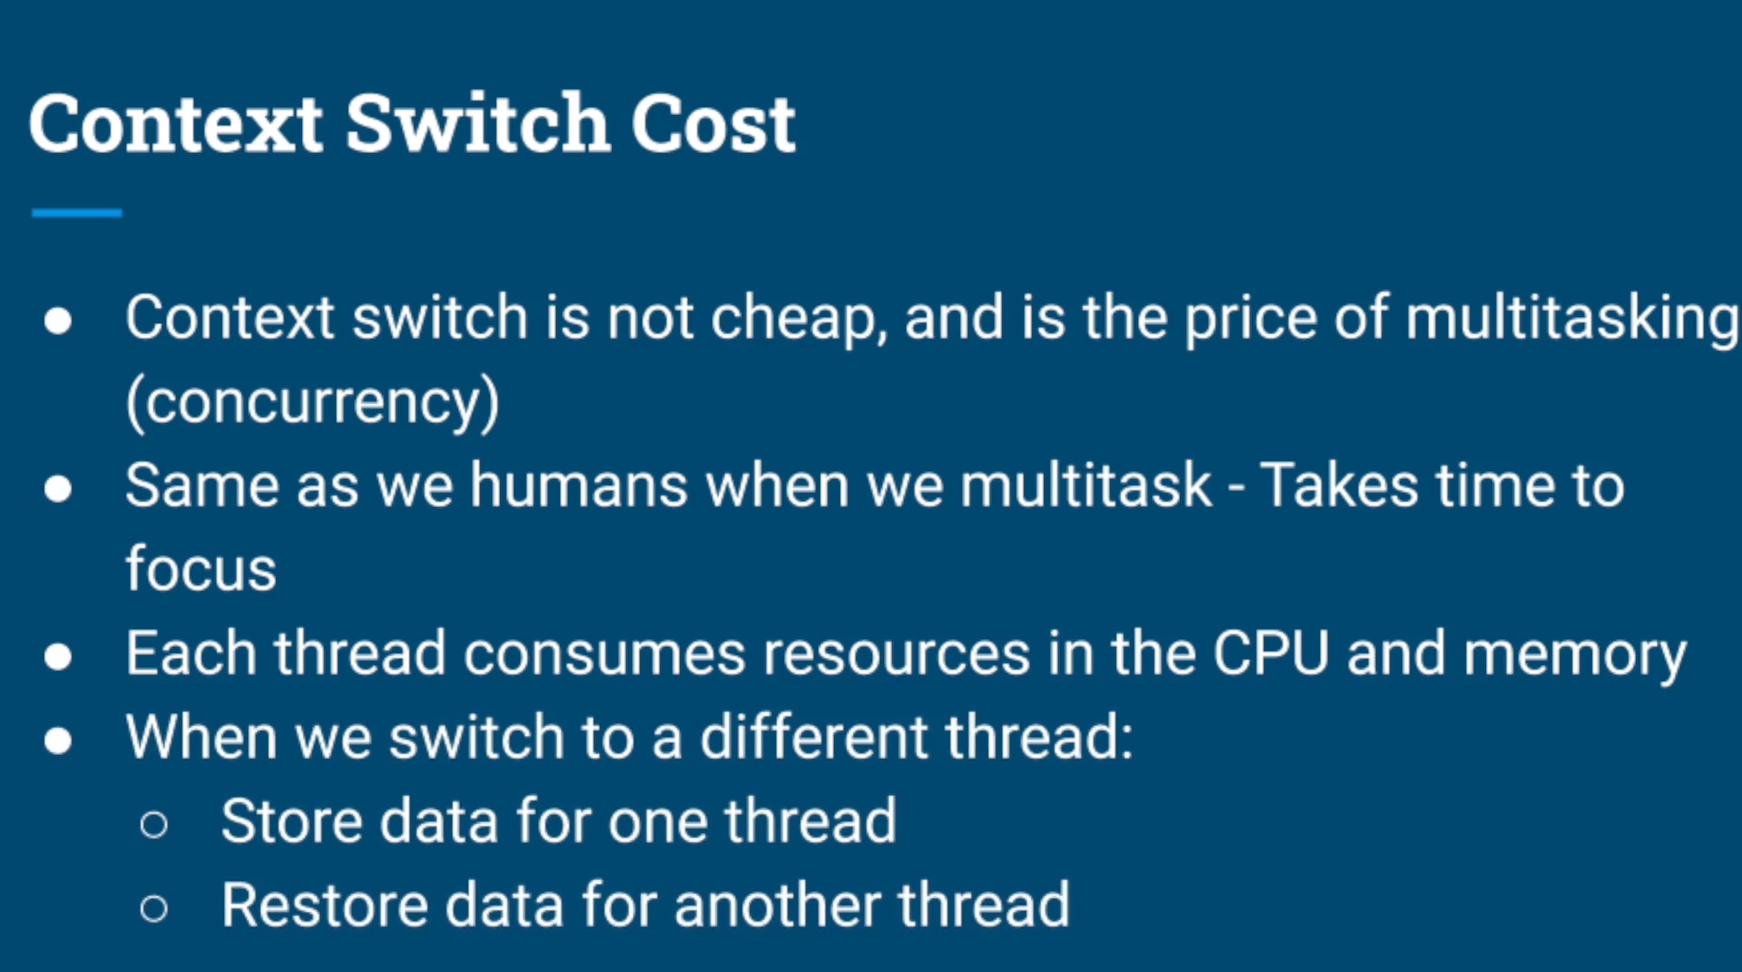 Context Switch Cost
● Context switch is not cheap, and is the price of multitasking
(concurrency)
● Same as we humans when we multitask - Takes time to
focus
● Each thread consumes resources in the CPU and memory
● When we switch to a different thread:
○ Store data for one thread
○ Restore data for another thread